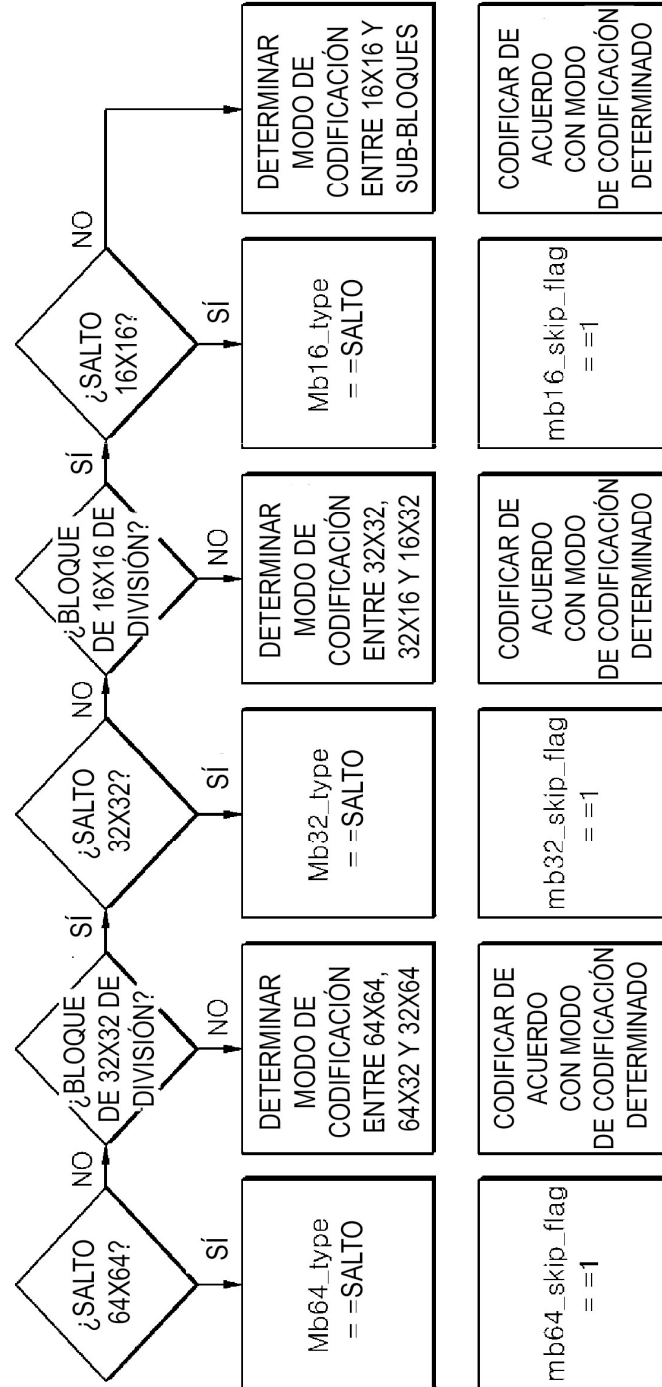 ¿SALTO
64X64?
NO
SÍ
¿BLOQUE
DE 32X32 DE
DIVISIÓN?
SÍ
NO
¿SALTO
32X32?
NO
SÍ
¿BLOQUE
DE 16X16 DE
DIVISIÓN?
SÍ
NO
¿SALTO
16X16?
NO
SÍ
Mb64_type
= =SALTO
DETERMINAR
MODO DE
CODIFICACIÓN
ENTRE 64X64,
64X32 Y 32X64
Mb32_type
= =SALTO
DETERMINAR
MODO DE
CODIFTCACIÓN
ENTRE 32X32,
32X16 Y 16X32
Mb16_type
= =SALTO
DETERMINAR
MODO DE
CODIFICACIÓN
ENTRE 16X16 Y
SUB-BLOQUES
mb64_skip_flag
= =1
CODIFICAR DE
ACUERDO
CON MODO
DE CODIFICACIÓN
DETERMINADO
mb32_skip_flag
= =1
CODIFICAR DE
ACUERDO
CON MODO
DE CODIFICACIÓN
DETERMINADO
mb16_skip_flag
= =1
CODIFICAR DE
ACUERDO
CON MODO
DE CODIFICACIÓN
DETERMINADO